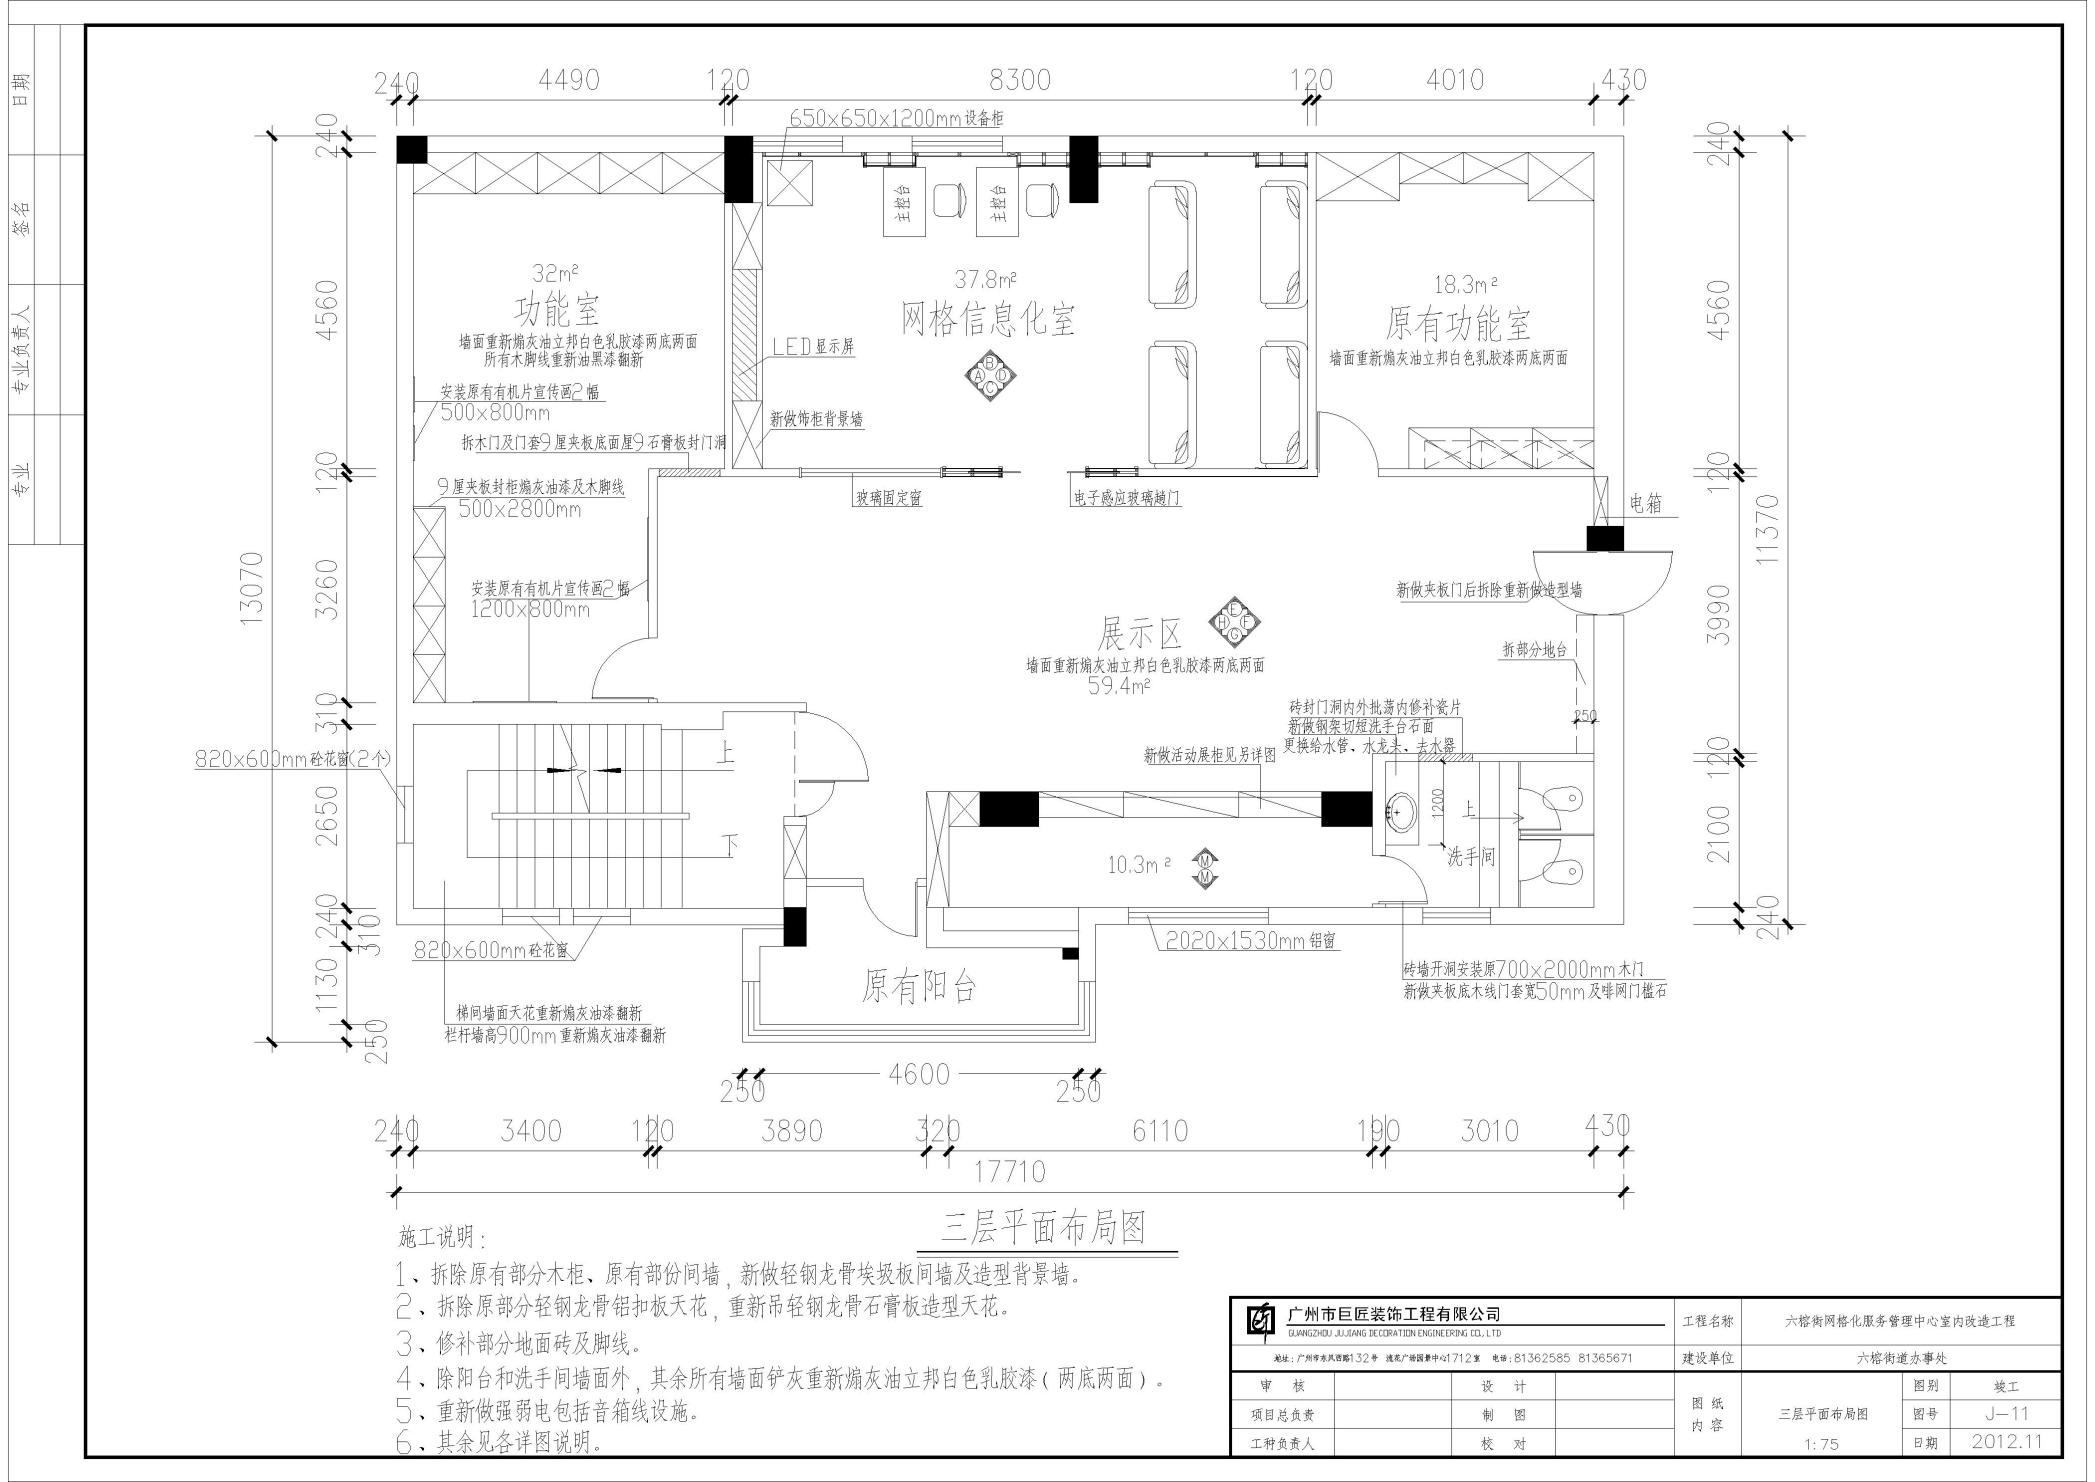 日期
签名
专业负责人
专业
240
4490
120
8300
120
4010
430
650x650x1200mm设备柜
主控台
主控台
32m²
功能室
墙面重新煽灰油立邦白色乳胶漆两底两面
所有木脚线重新油黑漆翻新
37.8m²
网格信息化室
18.3m²
原有功能室
墙面重新煽灰油立邦白色乳胶漆两底两面
LED显示屏
A
B
C
D
安装原有有机片宣传画2幅
500x800mm
新做饰柜背景墙
拆木门及门套9厘夹板底面厘9石膏板封门洞
9厘夹板封柜煽灰油漆及木脚线
500x2800mm
玻璃固定窗
电子感应玻璃趟门
电箱
安装原有有机片宣传画2幅
1200x800mm
新做夹板门后拆除重新做造型墙
展示区
E
F
G
H
墙面重新煽灰油立邦白色乳胶漆两底两面
59.4m²
拆部分地台
250
砖封门洞内外批荡内修补瓷片
新做钢架切短洗手台石面
更换给水管、水龙头、去水器
新做活动展柜见另详图
820x600mm砼花窗(2个)
上
下
1200
上
洗手间
10.3m²
M
M
820x600mm砼花窗
2020x1530mm铝窗
原有阳台
砖墙开洞安装原700x2000mm木门
新做夹板底木线门套宽50mm及啡网门槛石
梯间墙面天花重新煽灰油漆翻新
栏杆墙高900mm重新煽灰油漆翻新
240
4560
120
3260
310
2650
240
310
1130
250
13070
240
4560
120
3990
120
2100
240
11370
250
4600
250
240
3400
120
3890
320
6110
190
3010
430
17710
三层平面布局图
施工说明：
1、拆除原有部分木柜、原有部份间墙，新做轻钢龙骨埃圾板间墙及造型背景墙。
2、拆除原部分轻钢龙骨铝扣板天花，重新吊轻钢龙骨石膏板造型天花。
3、修补部分地面砖及脚线。
4、除阳台和洗手间墙面外，其余所有墙面铲灰重新煽灰油立邦白色乳胶漆(两底两面)。
5、重新做强弱电包括音箱线设施。
6、其余见各详图说明。
广州市巨匠装饰工程有限公司
GUANGZHOU JUJIANG DECORATION ENGINEERING CO., LTD
地址：广州市东风西路132号 流花广场园景中心1712室 电话：81362585 81365671
工程名称
六榕街网格化服务管理中心室内改造工程
建设单位
六榕街道办事处
审 核
设 计
项目总负责
制 图
工种负责人
校 对
图 纸
内 容
三层平面布局图
1:75
图别
竣工
图号
J-11
日期
2012.11